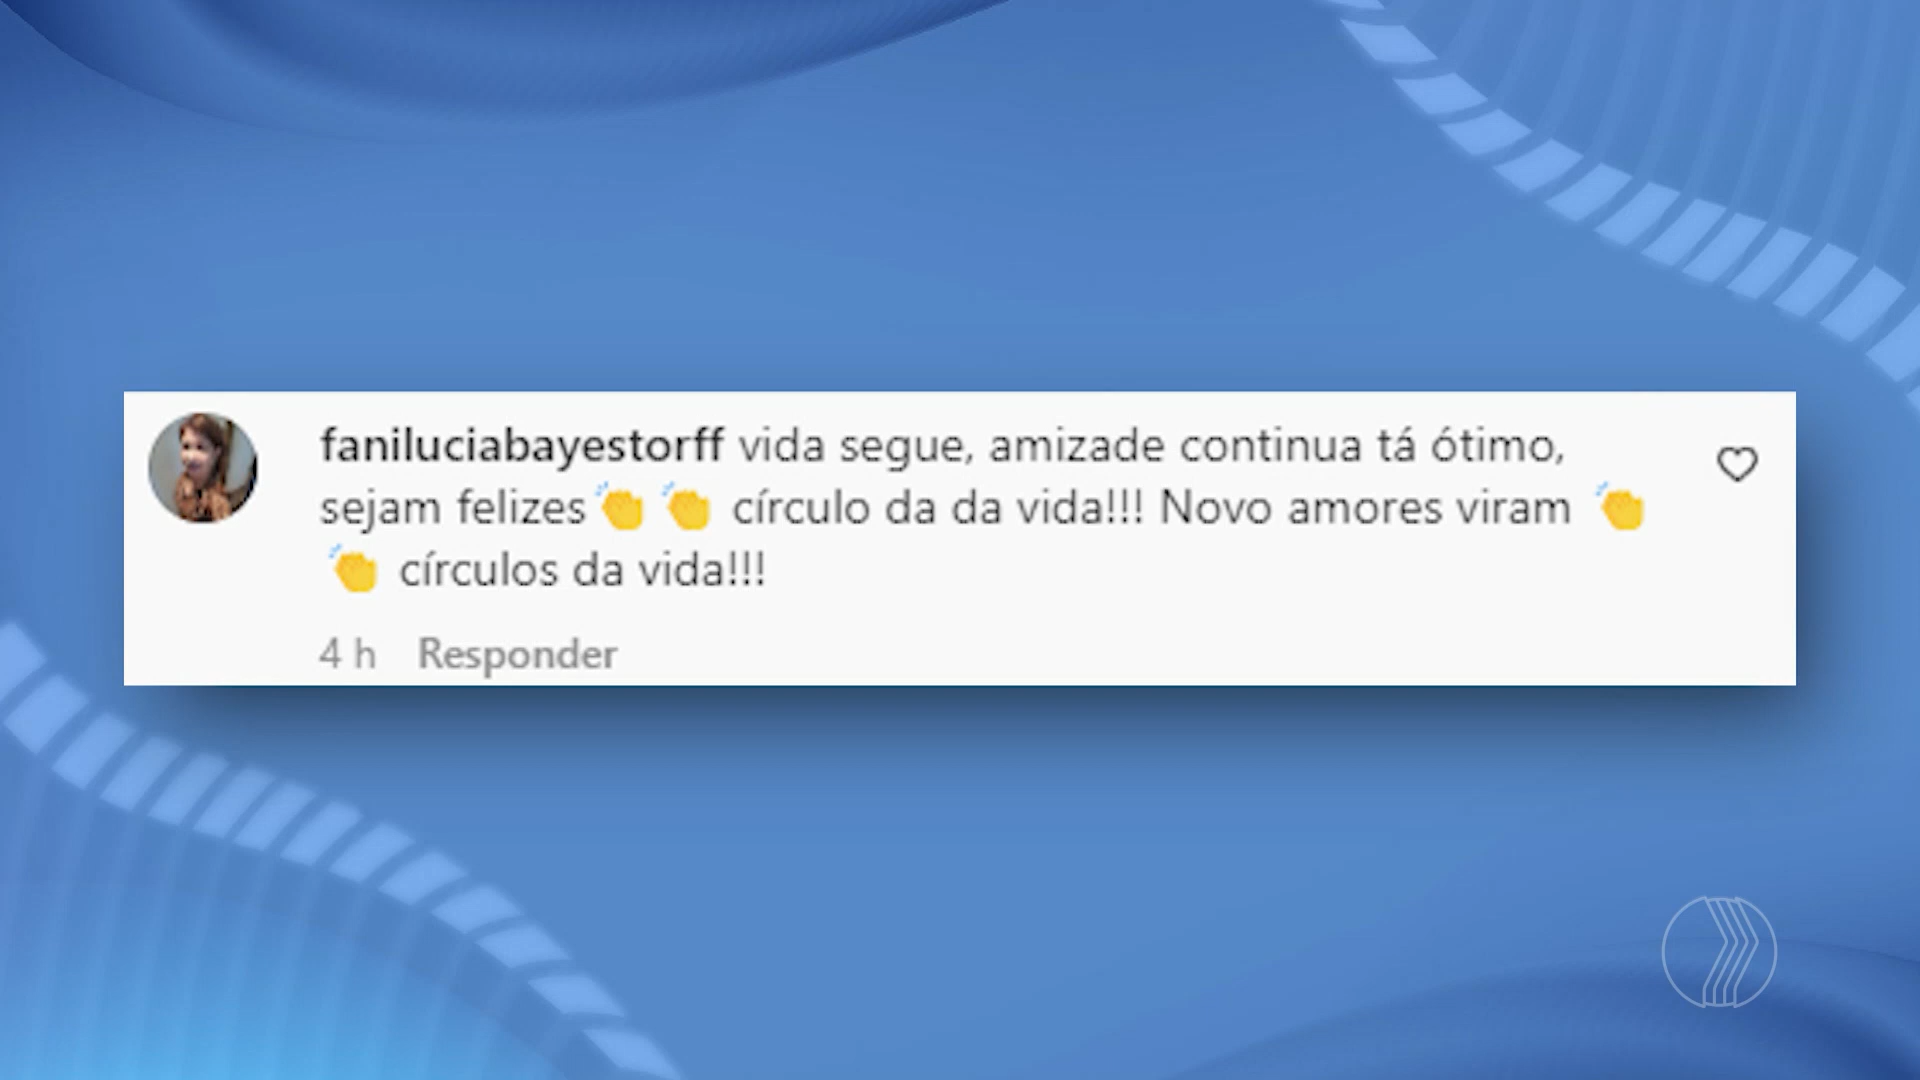 faniluciabayestorff vida segue, amizade continua tá ótimo,
sejam felizes👏👏 círculo da da vida!!! Novo amores viram 👏
👏 círculos da vida!!!
4 h Responder